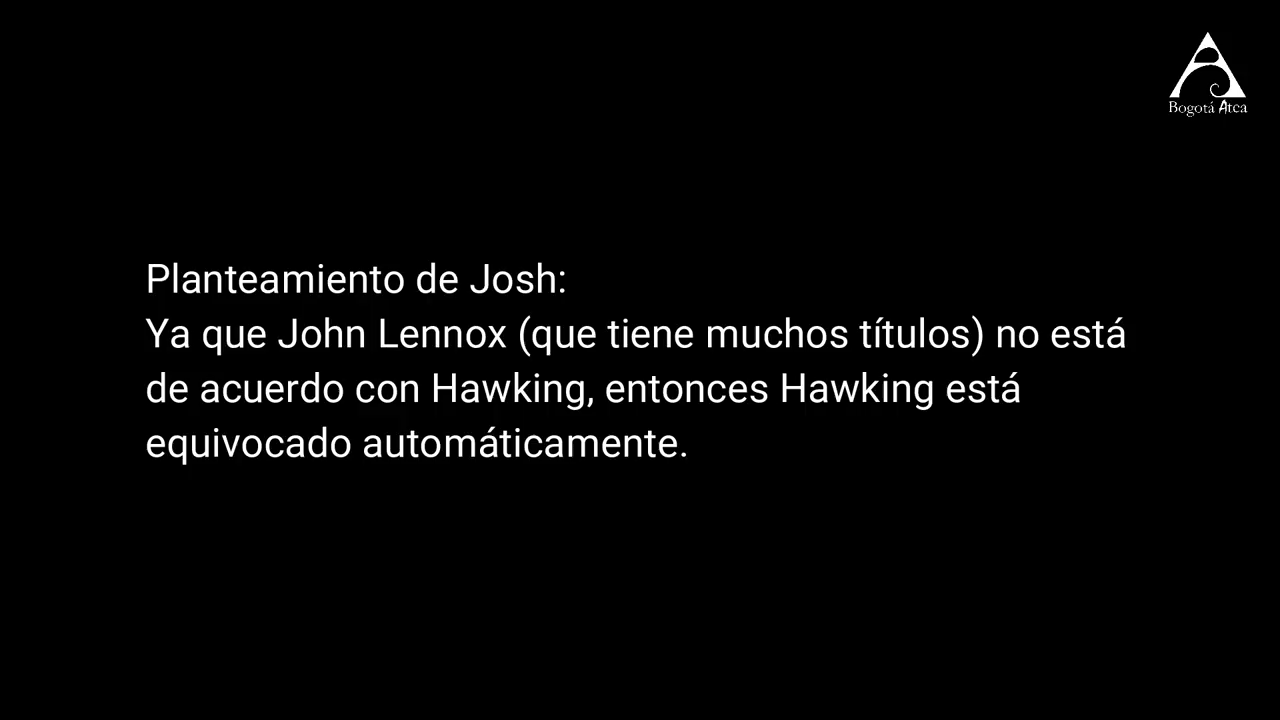 Bogotá Atea
Planteamiento de Josh:
Ya que John Lennox (que tiene muchos títulos) no está
de acuerdo con Hawking, entonces Hawking está
equivocado automáticamente.